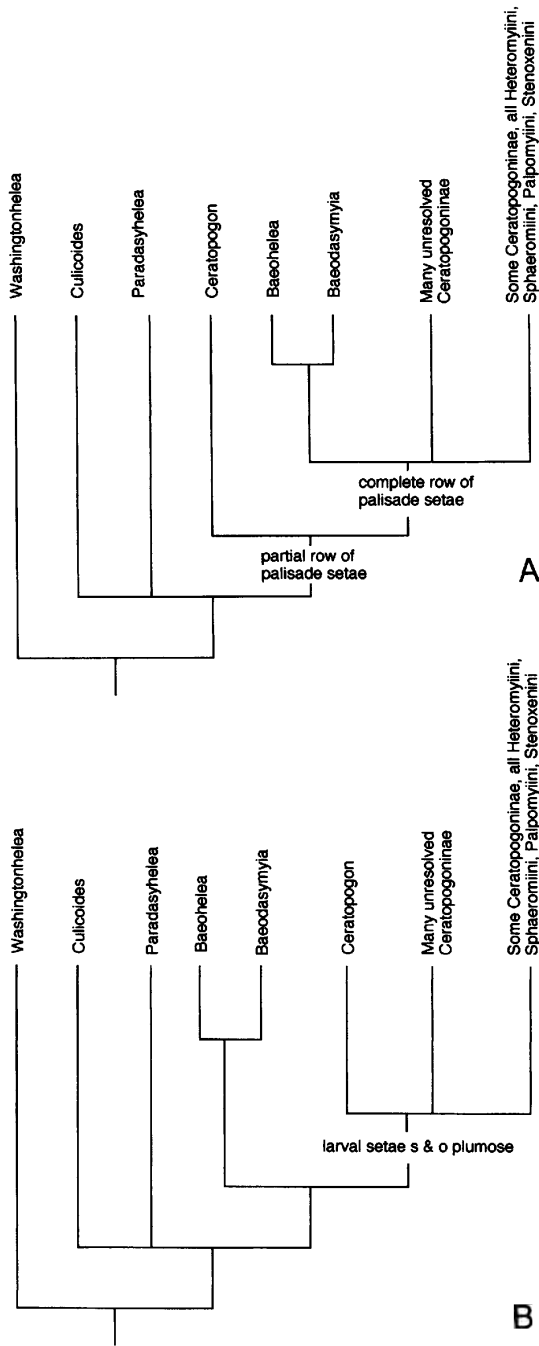 Washingtonhelea
Culicoides
Paradasyhelea
Ceratopogon
Baeohelea
Baeodasymyia
Many unresolved
Ceratopogoninae
Some Ceratopogoninae, all Heteromyiini,
Sphaeromiini, Palpomyiini, Stenoxenini
complete row of
palisade setae
partial row of
palisade setae
A
Washingtonhelea
Culicoides
Paradasyhelea
Baeohelea
Baeodasymyia
Ceratopogon
Many unresolved
Ceratopogoninae
Some Ceratopogoninae, all Heteromyiini,
Sphaeromiini, Palpomyiini, Stenoxenini
larval setae s & o plumose
B